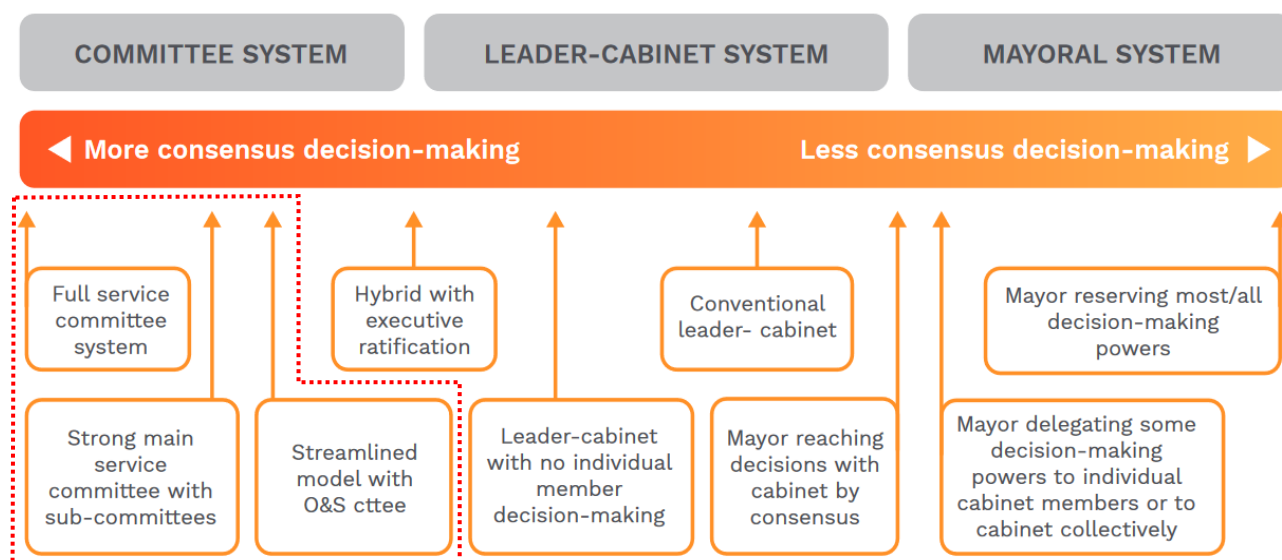 COMMITTEE SYSTEM
LEADER-CABINET SYSTEM
MAYORAL SYSTEM
More consensus decision-making
Less consensus decision-making
Full service
committee
system
Hybrid with
executive
ratification
Conventional
leader- cabinet
Mayor reserving most/all
decision-making
powers
Strong main
service
committee with
sub-committees
Streamlined
model with
O&S cttee
Leader-cabinet
with no individual
member
decision-making
Mayor reaching
decisions with
cabinet by
consensus
Mayor delegating some
decision-making
powers to individual
cabinet members or to
cabinet collectively